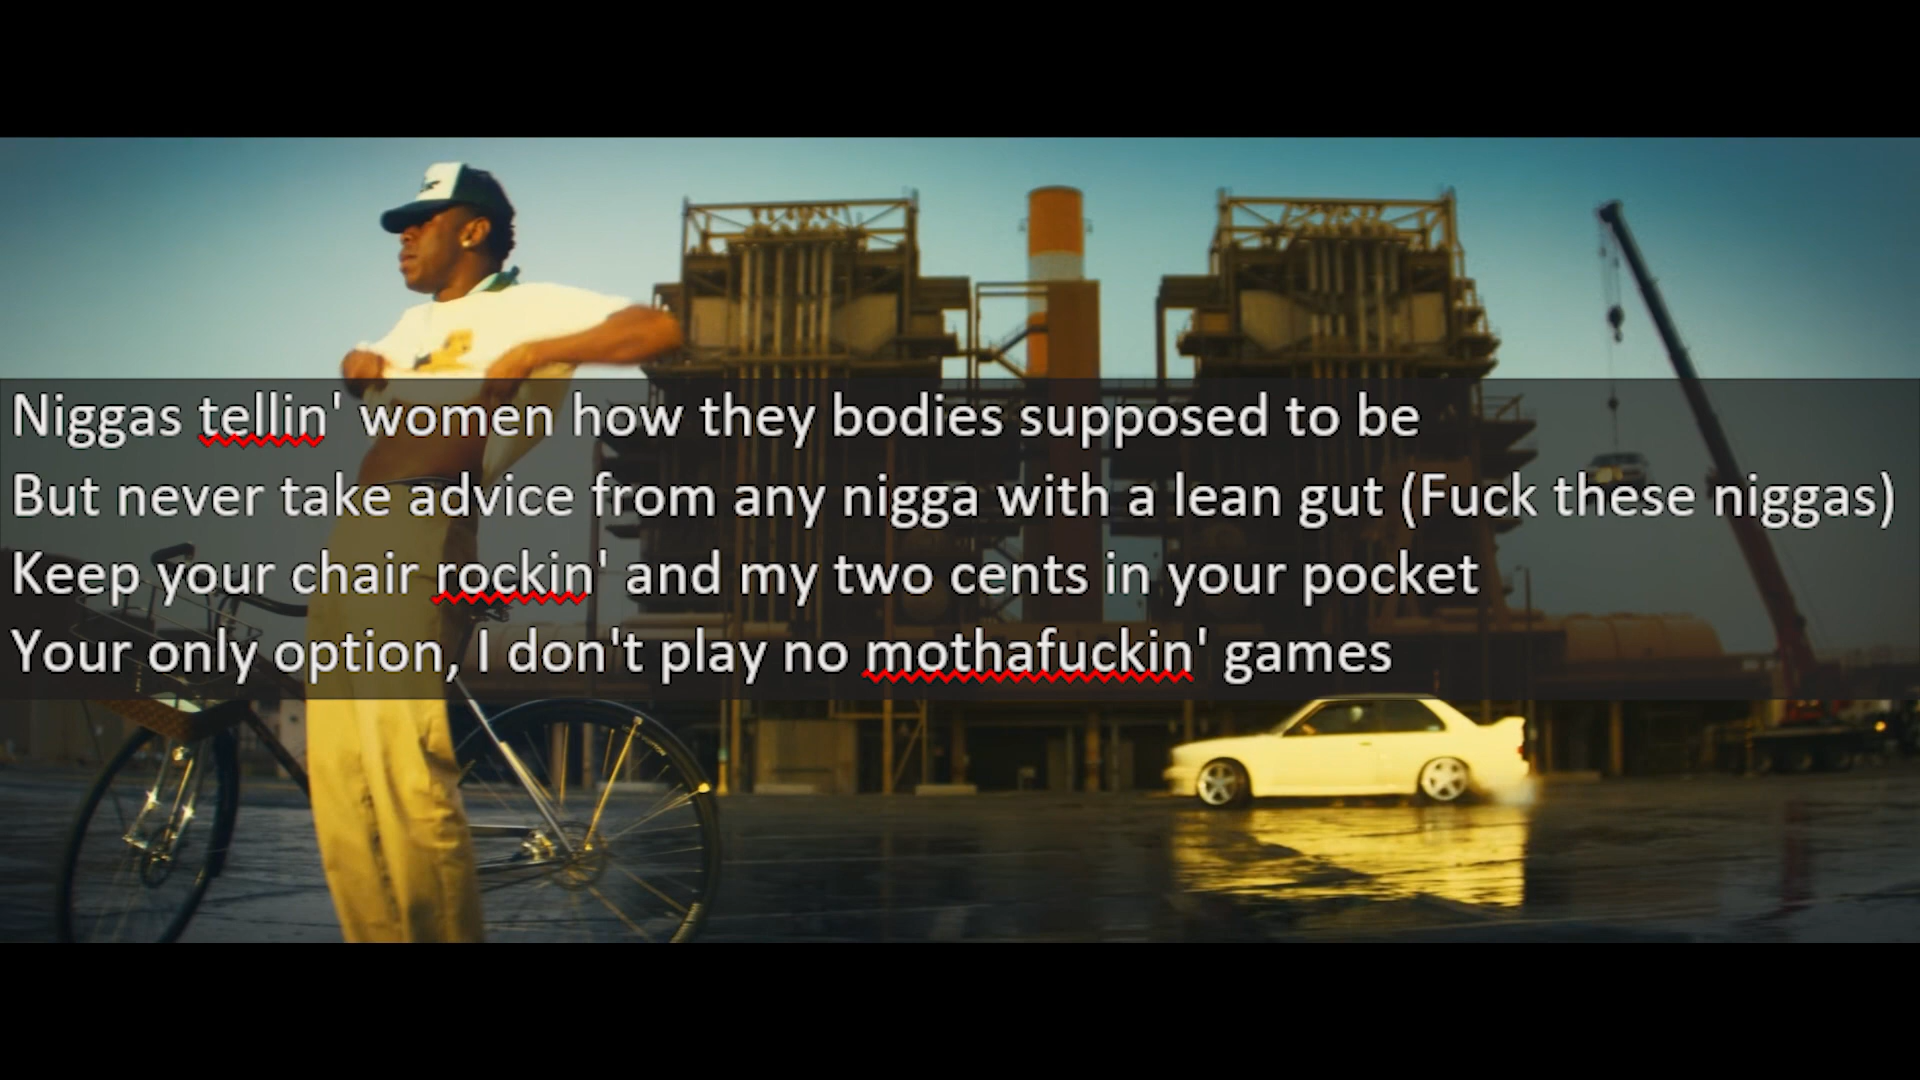 Niggas tellin' women how they bodies supposed to be
But never take advice from any nigga with a lean gut (Fuck these niggas)
Keep your chair rockin' and my two cents in your pocket
Your only option, I don't play no mothafuckin' games